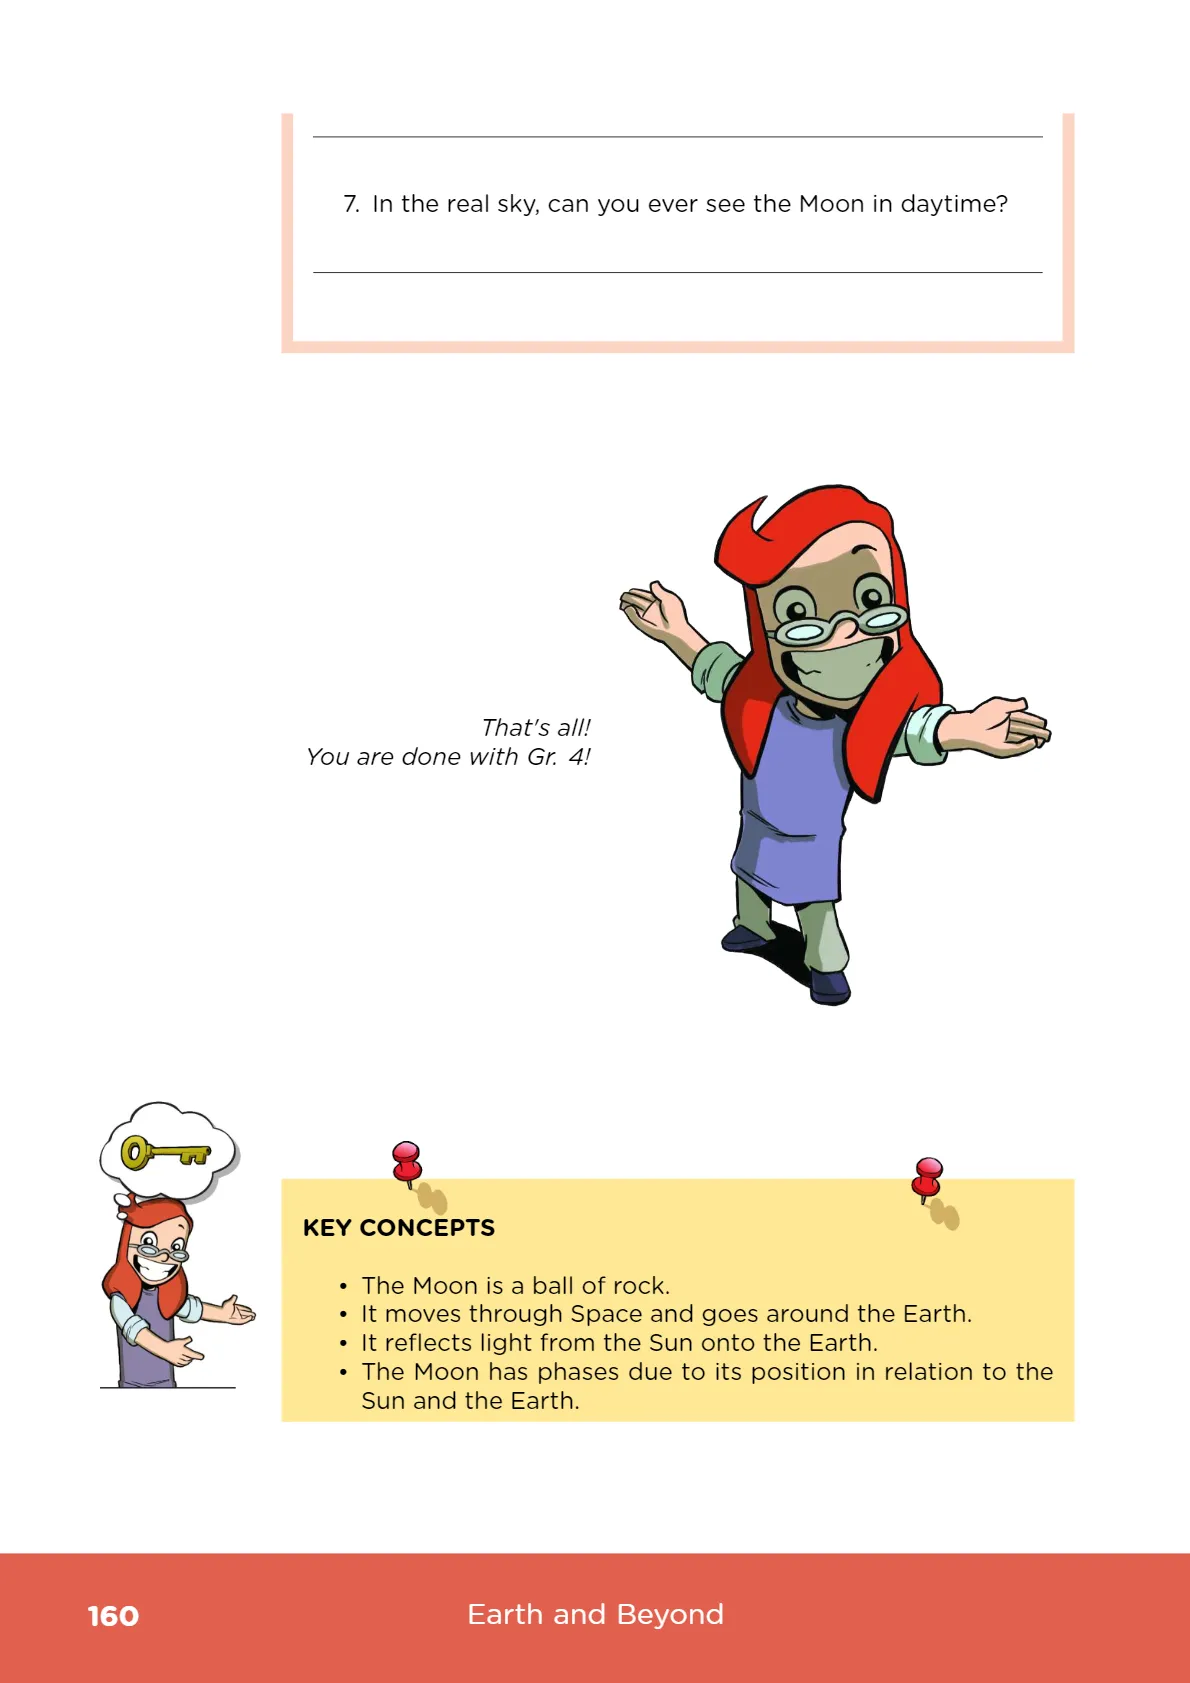 7. In the real sky, can you ever see the Moon in daytime?
That's all!
You are done with Gr. 4!
KEY CONCEPTS
• The Moon is a ball of rock.
• It moves through Space and goes around the Earth.
• It reflects light from the Sun onto the Earth.
• The Moon has phases due to its position in relation to the
Sun and the Earth.
160
Earth and Beyond